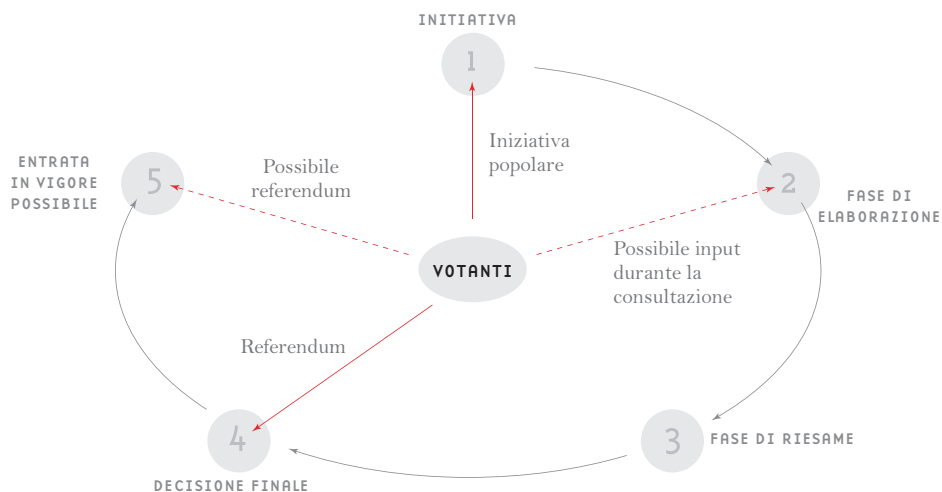 INITIATIVA
1
Iniziativa
popolare
Possibile
referendum
ENTRATA
IN VIGORE
POSSIBILE
5
2
FASE DI
ELABORAZIONE
Possibile input
durante la
consultazione
VOTANTI
Referendum
4
DECISIONE FINALE
3
FASE DI RIESAME